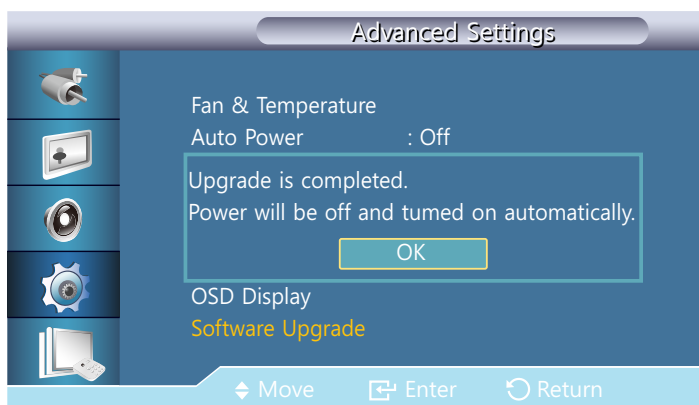 Advanced Settings
Fan & Temperature
Auto Power : Off
Upgrade is completed.
Power will be off and tumed on automatically.
OK
OSD Display
Software Upgrade
Move Enter Return